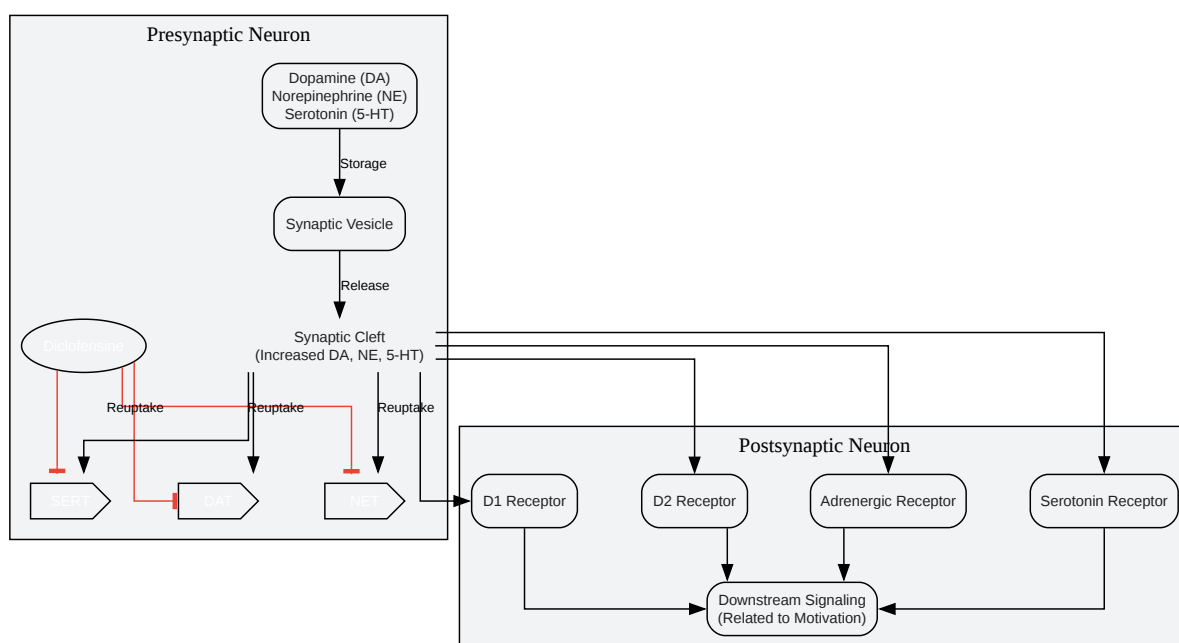 Presynaptic Neuron
Dopamine (DA)
Norepinephrine (NE)
Serotonin (5-HT)
Storage
Synaptic Vesicle
Release
Synaptic Cleft
(Increased DA, NE, 5-HT)
Diclofensine
Reuptake
Reuptake
Reuptake
SERT
DAT
NET
Postsynaptic Neuron
D1 Receptor
D2 Receptor
Adrenergic Receptor
Serotonin Receptor
Downstream Signaling
(Related to Motivation)